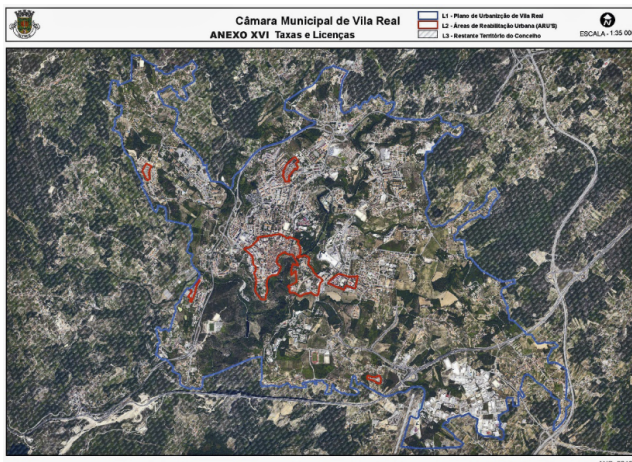 Câmara Municipal de Vila Real
ANEXO XVI Taxas e Licenças
L1 - Plano de Urbanizção de Vila Real
L2 - Áreas de Reabilitação Urbana (ARU'S)
L3 - Restante Território do Concelho
N
ESCALA - 1:35 000